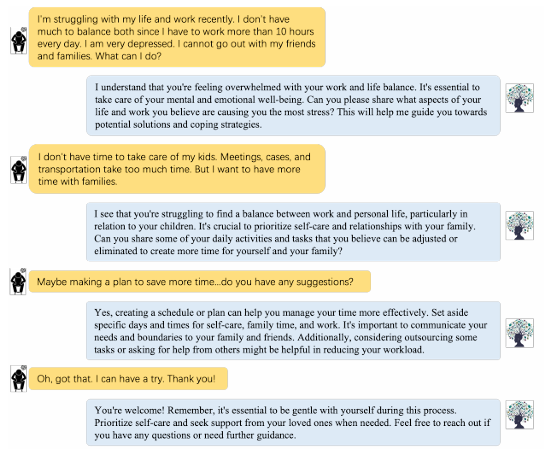 I'm struggling with my life and work recently. I don't have
much to balance both since I have to work more than 10 hours
every day. I am very depressed. I cannot go out with my friends
and families. What can I do?
I understand that you're feeling overwhelmed with your work and life balance. It's essential to
take care of your mental and emotional well-being. Can you please share what aspects of your
life and work you believe are causing you the most stress? This will help me guide you towards
potential solutions and coping strategies.
I don't have time to take care of my kids. Meetings, cases, and
transportation take too much time. But I want to have more
time with families.
I see that you're struggling to find a balance between work and personal life, particularly in
relation to your children. It's crucial to prioritize self-care and relationships with your family.
Can you share some of your daily activities and tasks that you believe can be adjusted or
eliminated to create more time for yourself and your family?
Maybe making a plan to save more time...do you have any suggestions?
Yes, creating a schedule or plan can help you manage your time more effectively. Set aside
specific days and times for self-care, family time, and work. It's important to communicate your
needs and boundaries to your family and friends. Additionally, considering outsourcing some
tasks or asking for help from others might be helpful in reducing your workload.
Oh, got that. I can have a try. Thank you!
You're welcome! Remember, it's essential to be gentle with yourself during this process.
Prioritize self-care and seek support from your loved ones when needed. Feel free to reach out if
you have any questions or need further guidance.